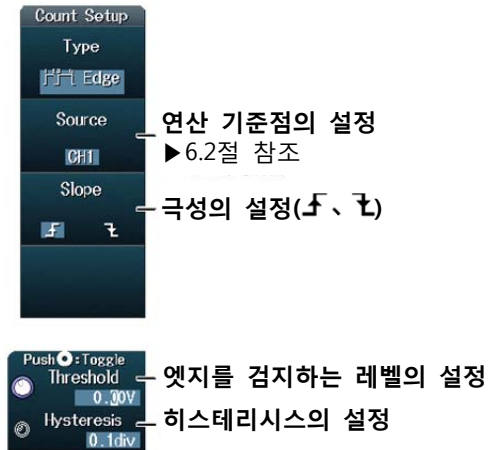 Count Setup
Type
Edge
Source
CH1
연산 기준점의 설정
▶6.2절 참조
Slope
극성의 설정(、)
Push :Toggle
Threshold
0.00V
엣지를 검지하는 레벨의 설정
Hysteresis
0.1div
히스테리시스의 설정